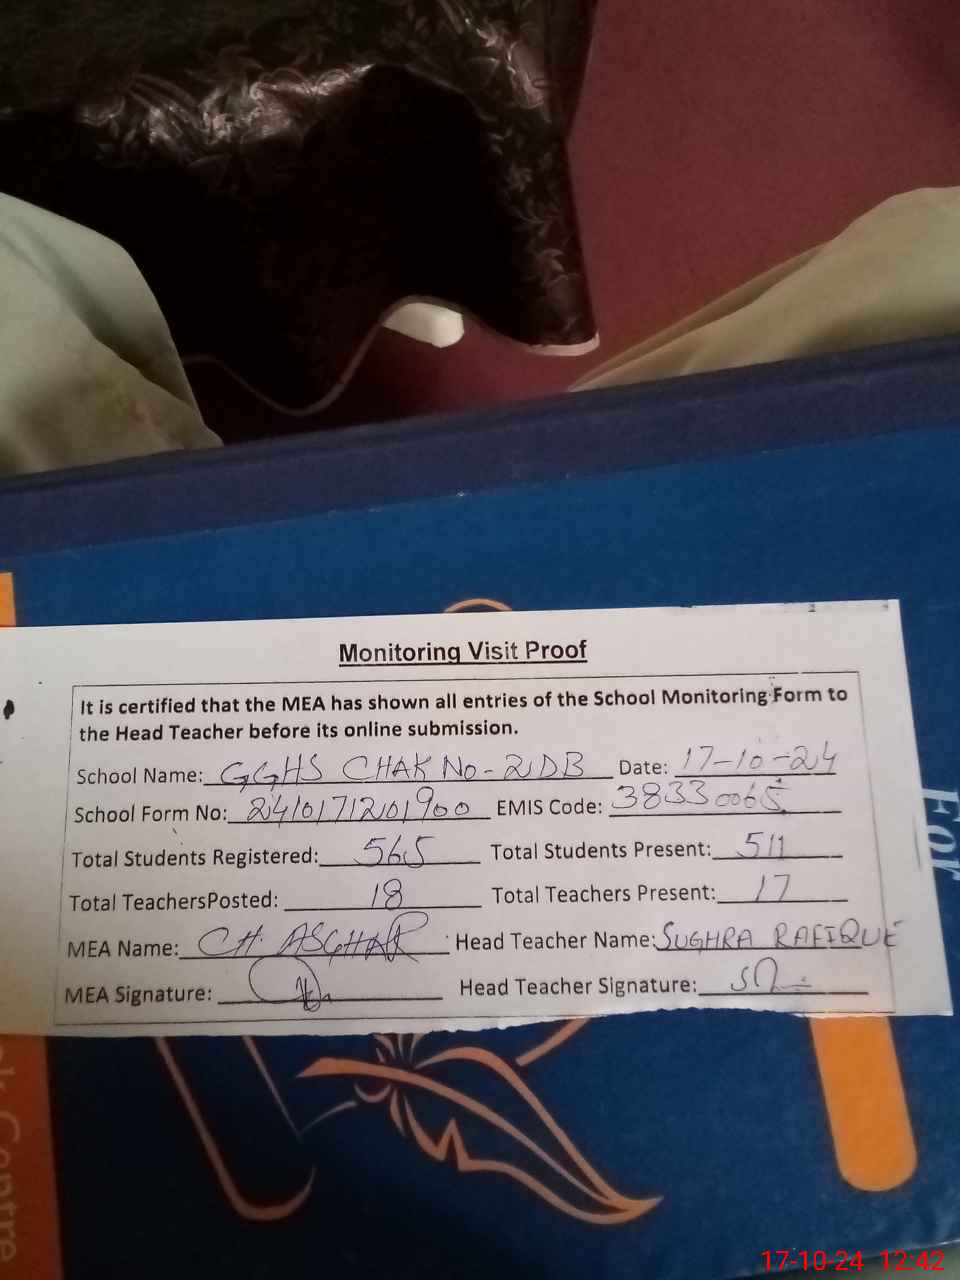 Monitoring Visit Proof
It is certified that the MEA has shown all entries of the School Monitoring Form to
the Head Teacher before its online submission.
School Name: GGHS CHAK No-2DB Date: 17-10-24
School Form No: 2410171201900 EMIS Code: 38330065
Total Students Registered: 565 Total Students Present: 511
Total TeachersPosted: 18 Total Teachers Present: 17
MEA Name: CH. ASGHAR Head Teacher Name: SUGHRA RAFIQUE
MEA Signature: Head Teacher Signature:
For
Centre
17-10-24 12:42